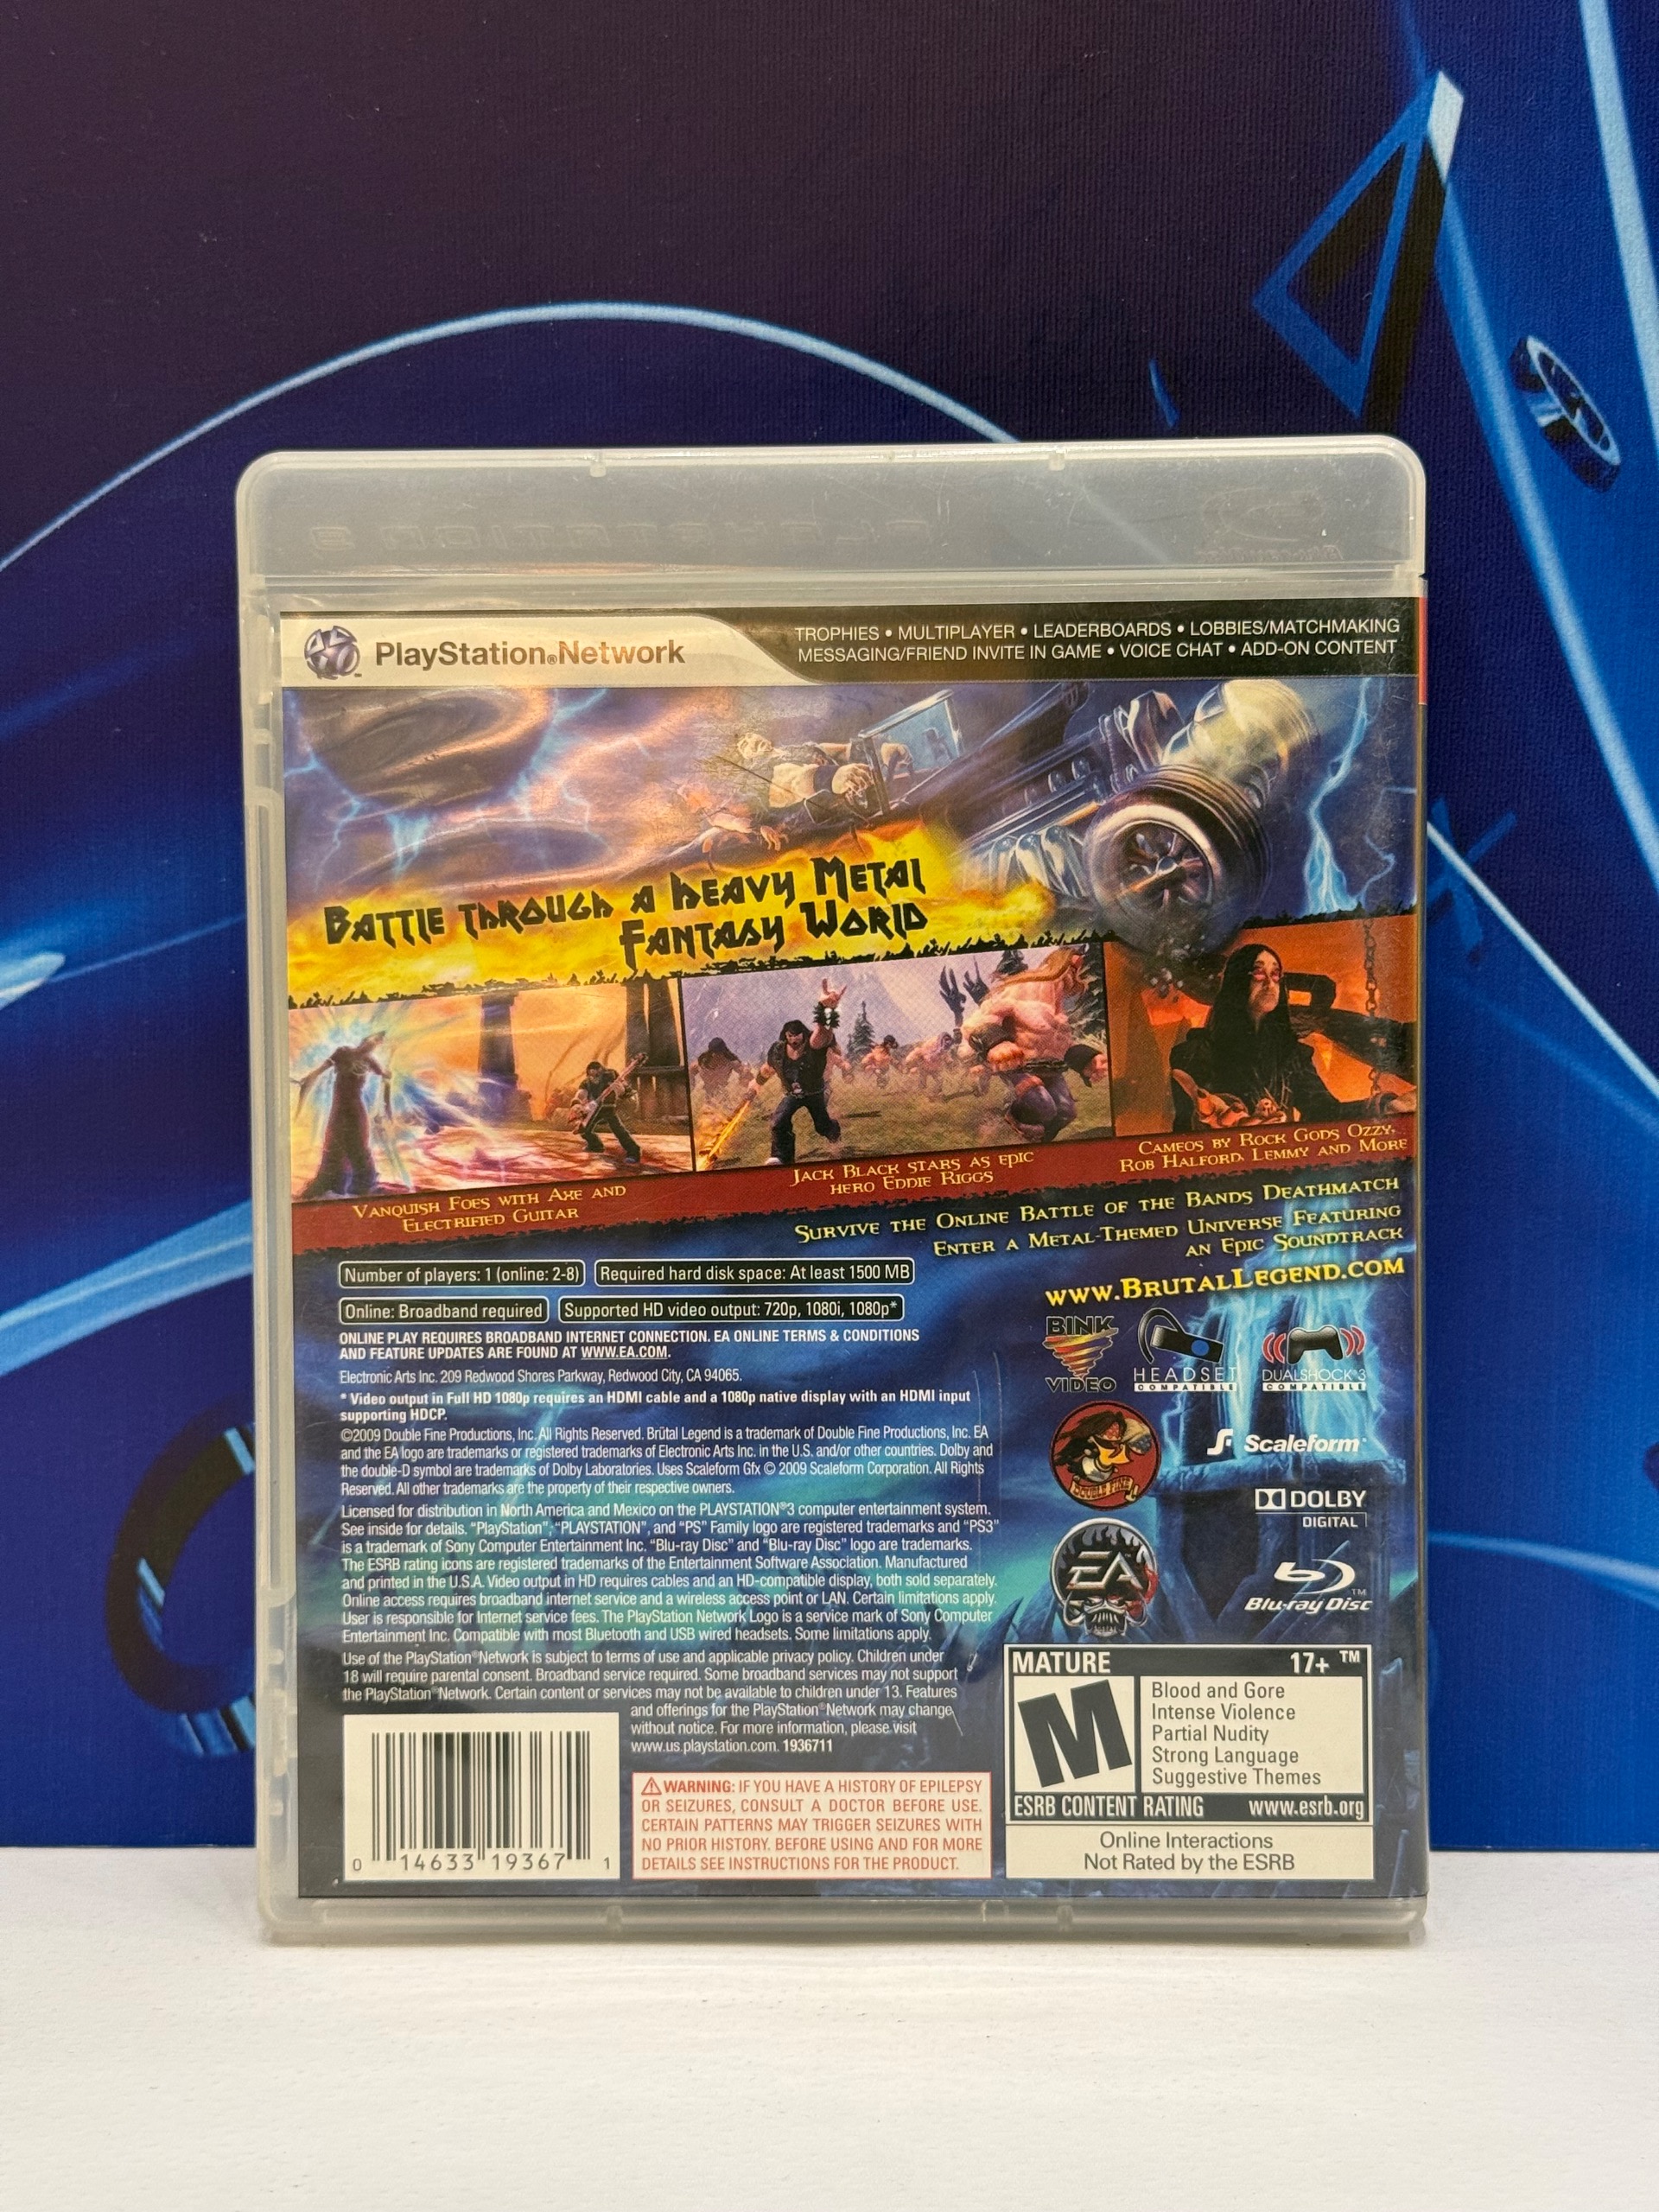 PlayStation®Network
TROPHIES • MULTIPLAYER • LEADERBOARDS • LOBBIES/MATCHMAKING
MESSAGING/FRIEND INVITE IN GAME • VOICE CHAT • ADD-ON CONTENT
BATTLE THROUGH A HEAVY METAL
FANTASY WORLD
VANQUISH FOES WITH AXE AND
ELECTRIFIED GUITAR
JACK BLACK STARS AS EPIC
HERO EDDIE RIGGS
CAMEOS BY ROCK GODS OZZY,
ROB HALFORD, LEMMY AND MORE
SURVIVE THE ONLINE BATTLE OF THE BANDS DEATHMATCH
ENTER A METAL-THEMED UNIVERSE FEATURING
AN EPIC SOUNDTRACK
WWW.BRUTALLEGEND.COM
Number of players: 1 (online: 2-8)
Required hard disk space: At least 1500 MB
Online: Broadband required
Supported HD video output: 720p, 1080i, 1080p*
ONLINE PLAY REQUIRES BROADBAND INTERNET CONNECTION. EA ONLINE TERMS & CONDITIONS
AND FEATURE UPDATES ARE FOUND AT WWW.EA.COM.
Electronic Arts Inc. 209 Redwood Shores Parkway, Redwood City, CA 94065.
* Video output in Full HD 1080p requires an HDMI cable and a 1080p native display with an HDMI input
supporting HDCP.
©2009 Double Fine Productions, Inc. All Rights Reserved. Brütal Legend is a trademark of Double Fine Productions, Inc. EA
and the EA logo are trademarks or registered trademarks of Electronic Arts Inc. in the U.S. and/or other countries. Dolby and
the double-D symbol are trademarks of Dolby Laboratories. Uses Scaleform Gfx © 2009 Scaleform Corporation. All Rights
Reserved. All other trademarks are the property of their respective owners.
Licensed for distribution in North America and Mexico on the PLAYSTATION®3 computer entertainment system.
See inside for details. "PlayStation", "PLAYSTATION", and "PS" Family logo are registered trademarks and "PS3"
is a trademark of Sony Computer Entertainment Inc. "Blu-ray Disc" and "Blu-ray Disc" logo are trademarks.
The ESRB rating icons are registered trademarks of the Entertainment Software Association. Manufactured
and printed in the U.S.A. Video output in HD requires cables and an HD-compatible display, both sold separately.
Online access requires broadband internet service and a wireless access point or LAN. Certain limitations apply.
User is responsible for Internet service fees. The PlayStation Network Logo is a service mark of Sony Computer
Entertainment Inc. Compatible with most Bluetooth and USB wired headsets. Some limitations apply.
Use of the PlayStation®Network is subject to terms of use and applicable privacy policy. Children under
18 will require parental consent. Broadband service required. Some broadband services may not support
the PlayStation®Network. Certain content or services may not be available to children under 13. Features
and offerings for the PlayStation®Network may change
without notice. For more information, please visit
www.us.playstation.com. 1936711
BINK
VIDEO
HEADSET
COMPATIBLE
DUALSHOCK®3
COMPATIBLE
DOUBLE FINE
Scaleform
DOLBY
DIGITAL
EA
Blu-ray Disc™
0 14633 19367 1
WARNING: IF YOU HAVE A HISTORY OF EPILEPSY
OR SEIZURES, CONSULT A DOCTOR BEFORE USE.
CERTAIN PATTERNS MAY TRIGGER SEIZURES WITH
NO PRIOR HISTORY. BEFORE USING AND FOR MORE
DETAILS SEE INSTRUCTIONS FOR THE PRODUCT.
MATURE 17+ ™
M
Blood and Gore
Intense Violence
Partial Nudity
Strong Language
Suggestive Themes
ESRB CONTENT RATING www.esrb.org
Online Interactions
Not Rated by the ESRB